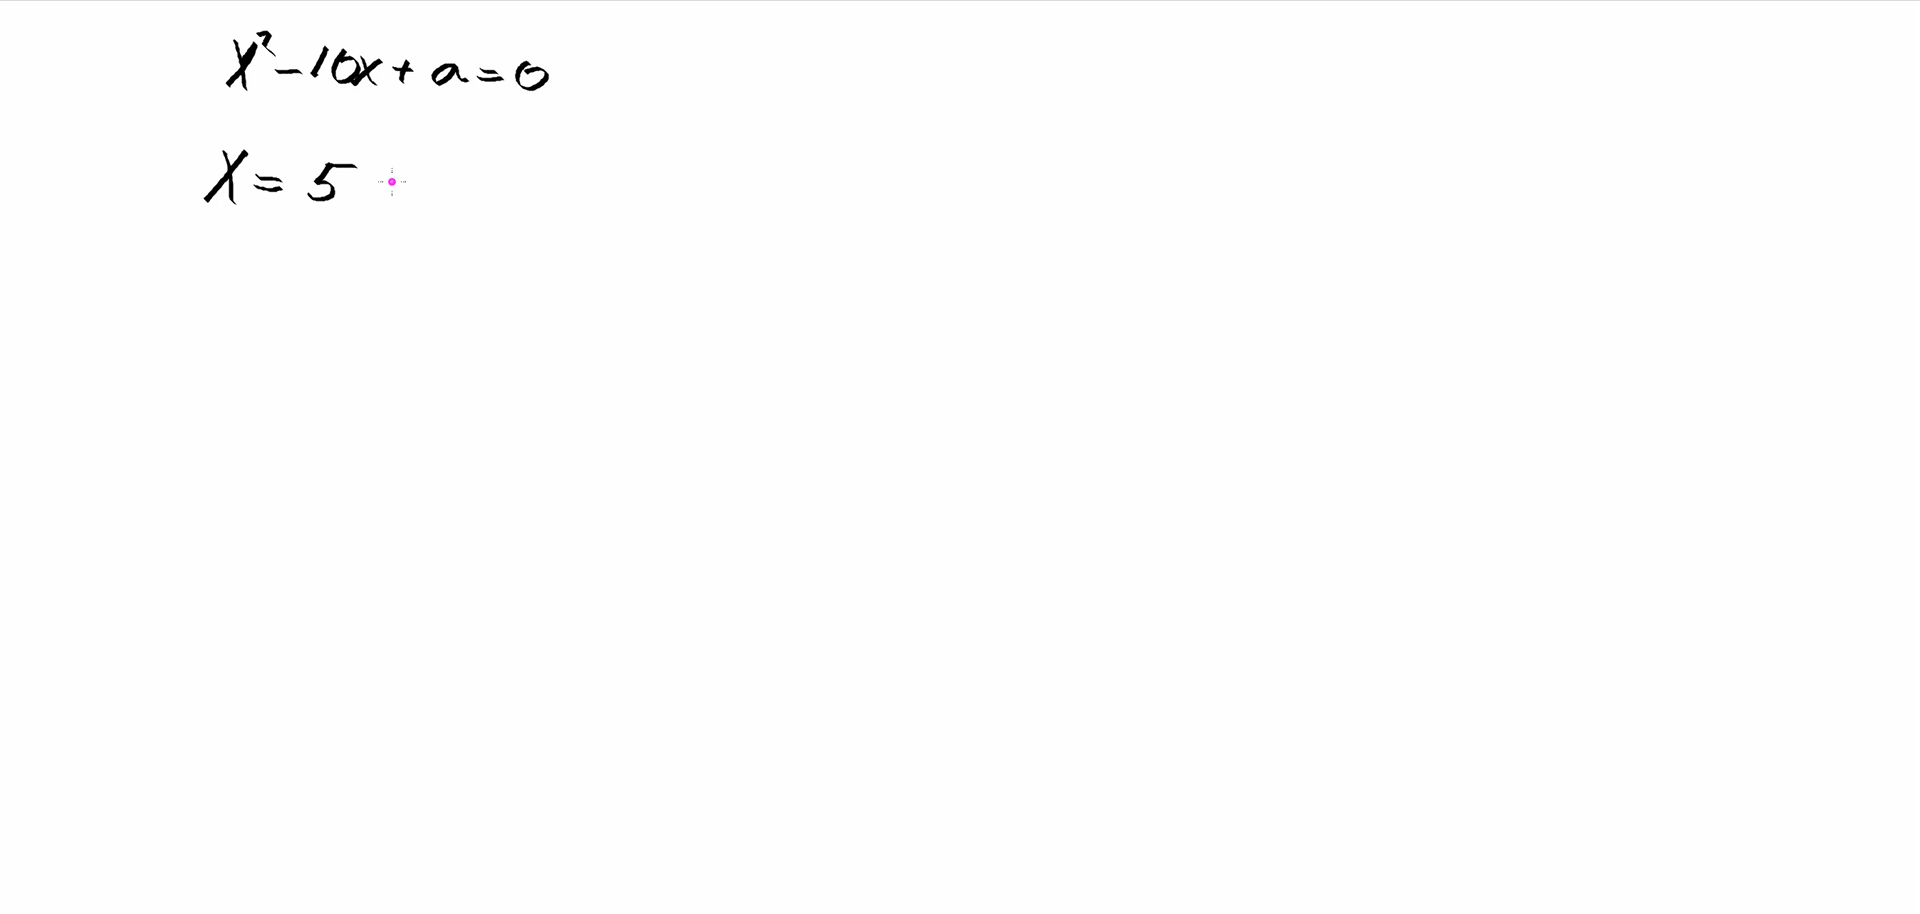 x² - 10x + a = 0
x = 5